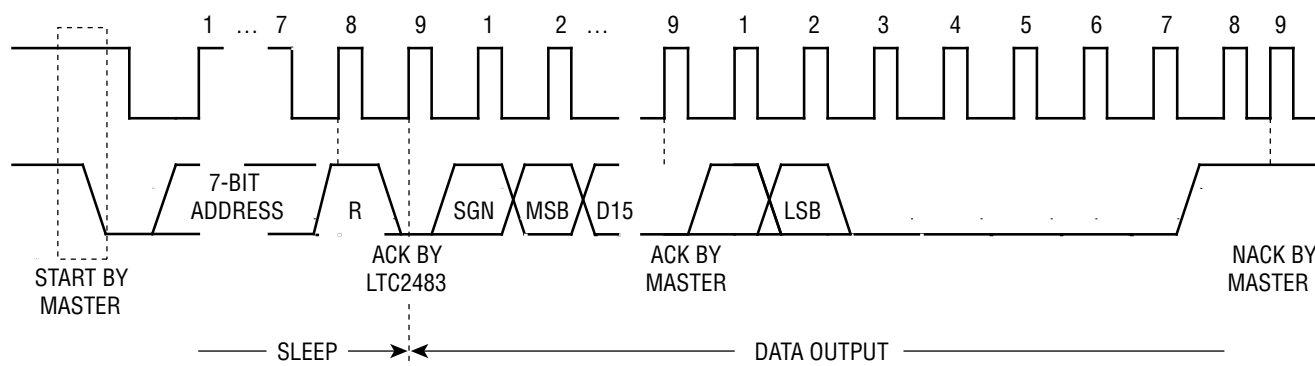 1 ... 7 8 9 1 2 ... 9 1 2 3 4 5 6 7 8 9
7-BIT
ADDRESS
R
SGN
MSB
D15
LSB
START BY
MASTER
ACK BY
LTC2483
ACK BY
MASTER
NACK BY
MASTER
SLEEP
DATA OUTPUT